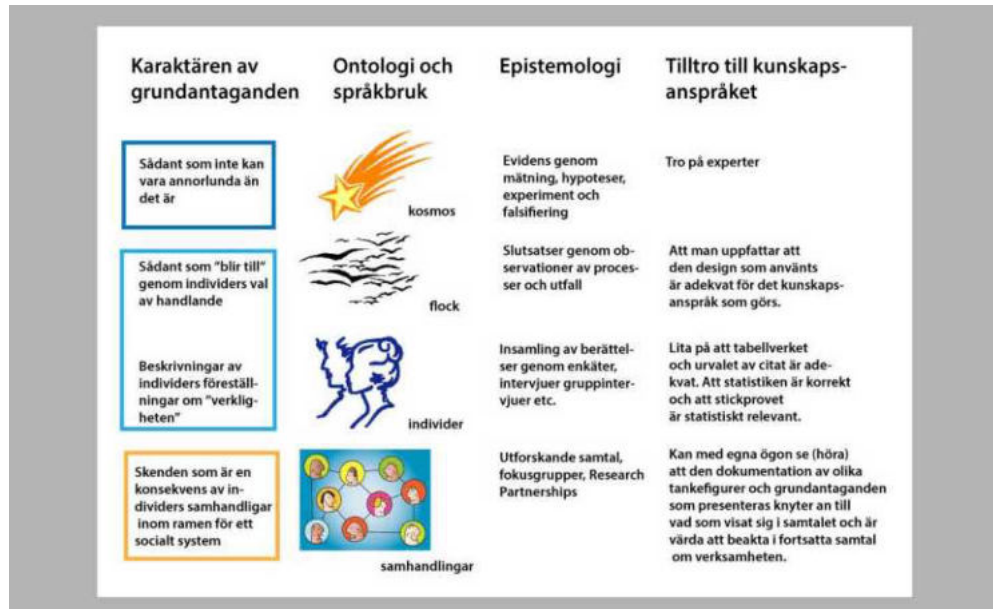 Karaktären av
grundantaganden
Ontologi och
språkbruk
Epistemologi
Tilltro till kunskaps-
anspråket
Sådant som inte kan
vara annorlunda än
det är
kosmos
Evidens genom
mätning, hypoteser,
experiment och
falsifiering
Tro på experter
Sådant som "blir till"
genom individers val
av handlande
flock
Slutsatser genom ob-
servationer av proces-
ser och utfall
Att man uppfattar att
den design som använts
är adekvat för det kunskaps-
anspråk som görs.
Beskrivningar av
individers föreställ-
ningar om "verklig-
heten"
individer
Insamling av berättel-
ser genom enkäter,
intervjuer gruppinter-
vjuer etc.
Lita på att tabellverket
och urvalet av citat är ade-
kvat. Att statistiken är korrekt
och att stickprovet
är statistiskt relevant.
Skenden som är en
konsekvens av in-
dividers samhandligar
inom ramen för ett
socialt system
samhandlingar
Utforskande samtal,
fokusgrupper, Research
Partnerships
Kan med egna ögon se (höra)
att den dokumentation av olika
tankefigurer och grundantaganden
som presenteras knyter an till
vad som visat sig i samtalet och är
värda att beakta i fortsatta samtal
om verksamheten.